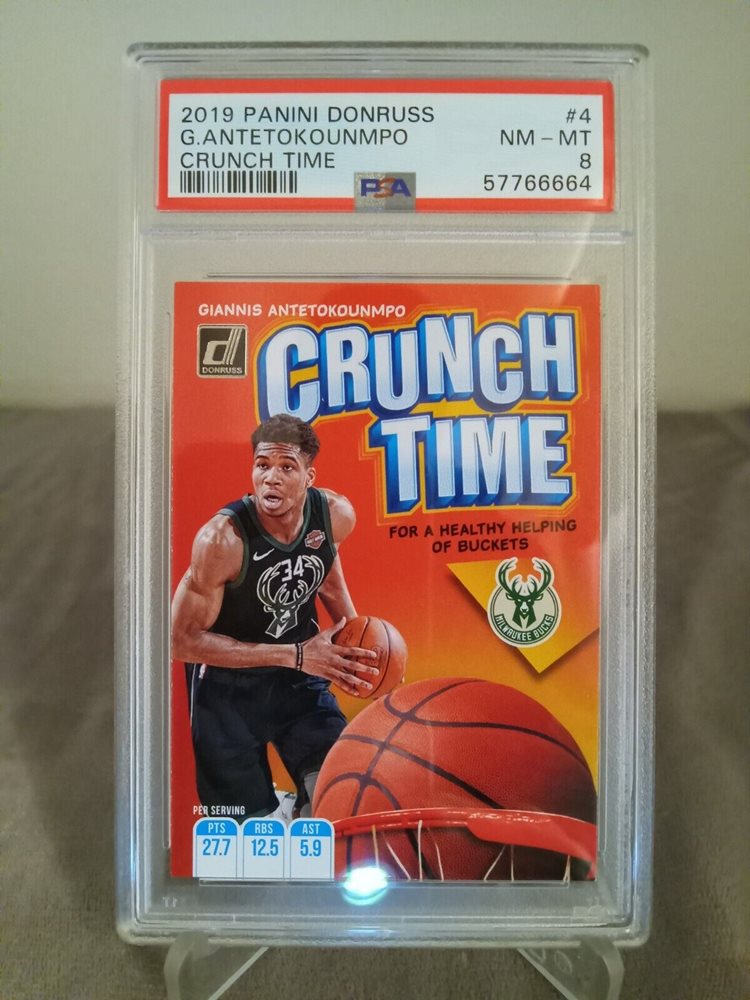 2019 PANINI DONRUSS #4
G.ANTETOKOUNMPO NM - MT
CRUNCH TIME 8
PSA 57766664
GIANNIS ANTETOKOUNMPO
d
DONRUSS
CRUNCH
TIME
FOR A HEALTHY HELPING
OF BUCKETS
34
MILWAUKEE BUCKS
PER SERVING
PTS RBS AST
27.7 12.5 5.9